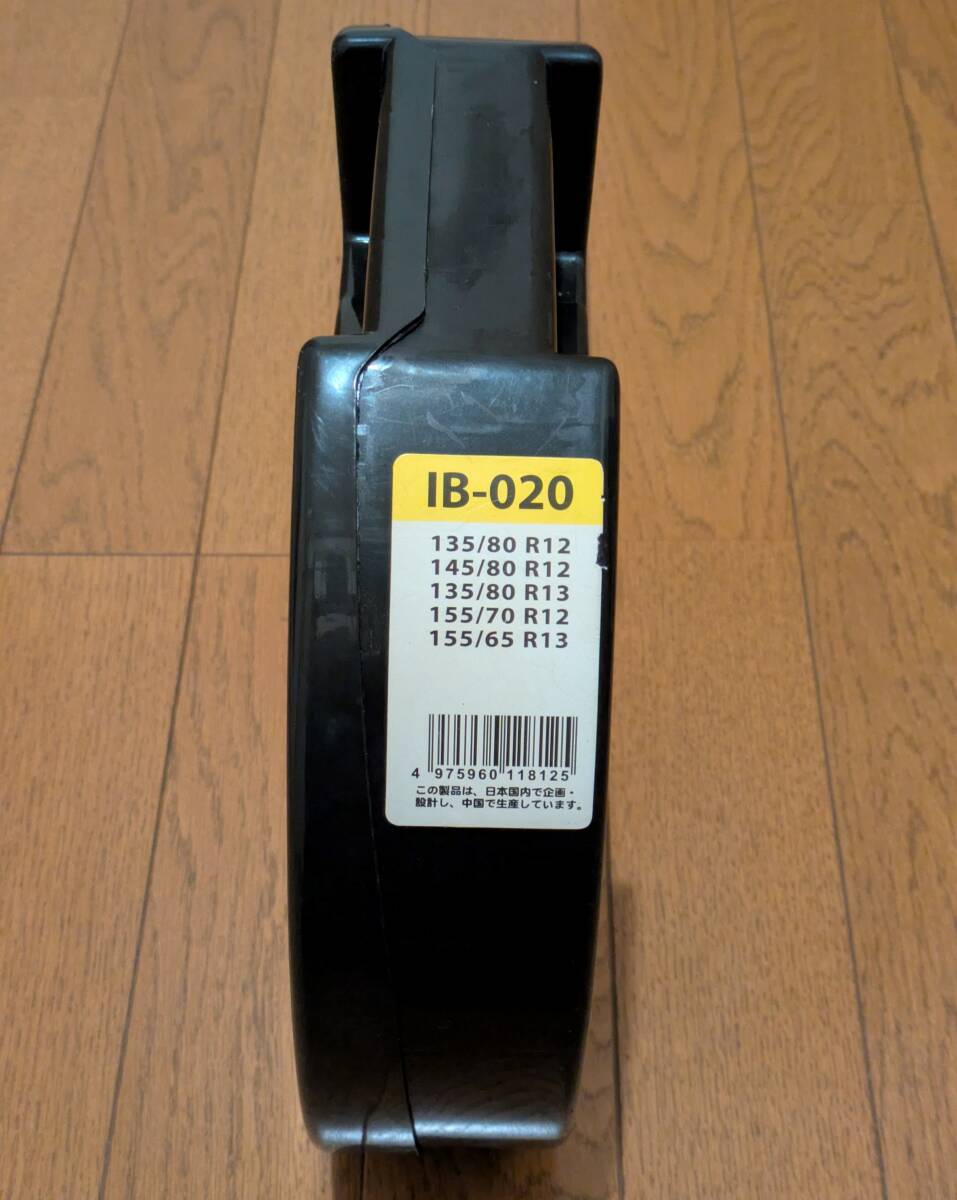 IB-020
135/80 R12
145/80 R12
135/80 R13
155/70 R12
155/65 R13
4 975960 118125
この製品は、日本国内で企画・
設計し、中国で生産しています。